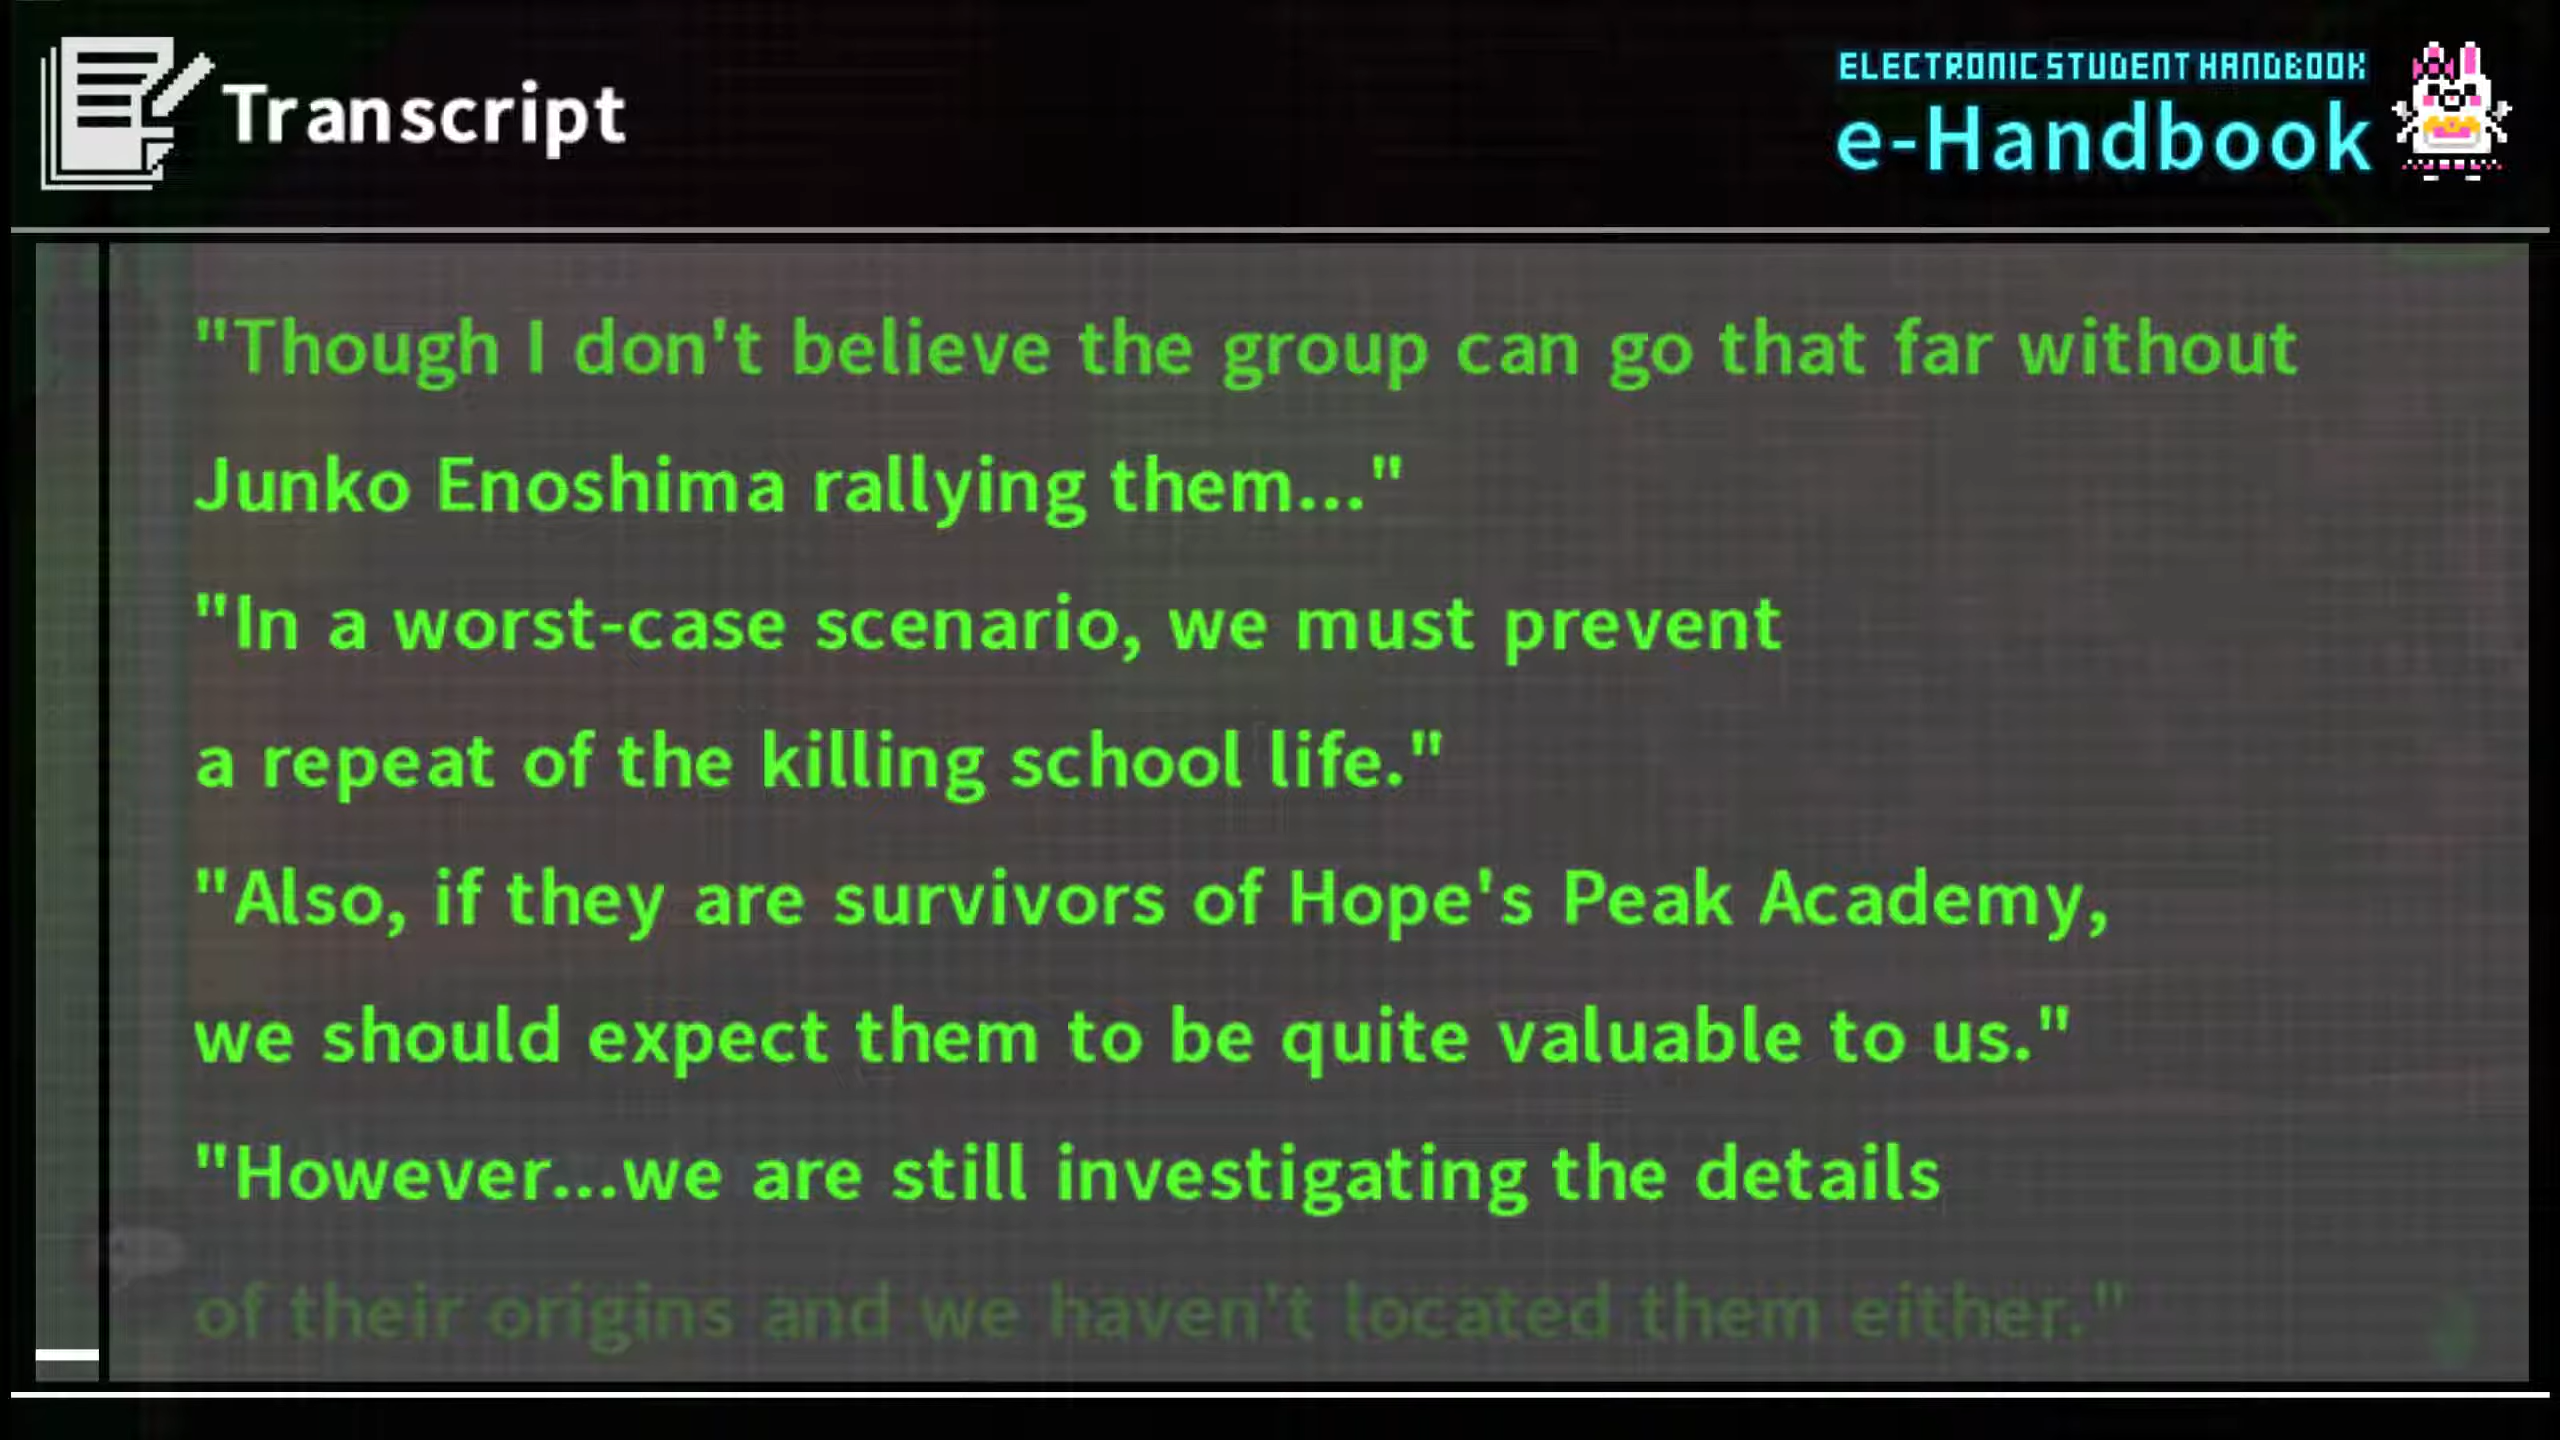 Transcript
ELECTRONIC STUDENT HANDBOOK
e-Handbook
"Though I don't believe the group can go that far without
Junko Enoshima rallying them..."
"In a worst-case scenario, we must prevent
a repeat of the killing school life."
"Also, if they are survivors of Hope's Peak Academy,
we should expect them to be quite valuable to us."
"However...we are still investigating the details
of their origins and we haven't located them either."